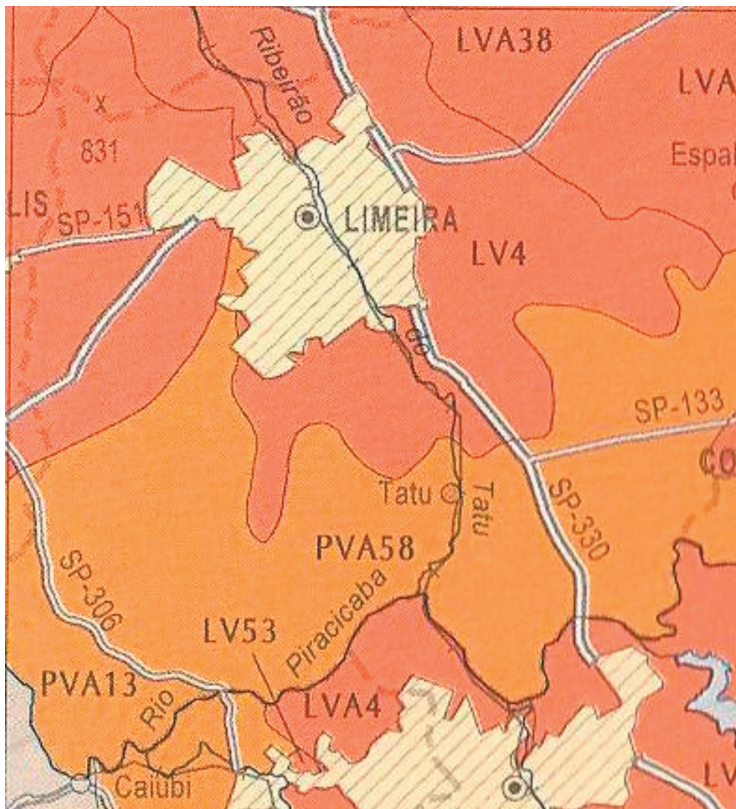 LVA38
Ribeirão
LVA
x
831
Espal
LIS
SP-151
LIMEIRA
LV4
do
SP-133
CO
Tatu
Tatu
SP-330
PVA58
SP-306
Piracicaba
LV53
PVA13
Rio
LVA4
LV
Caiubi